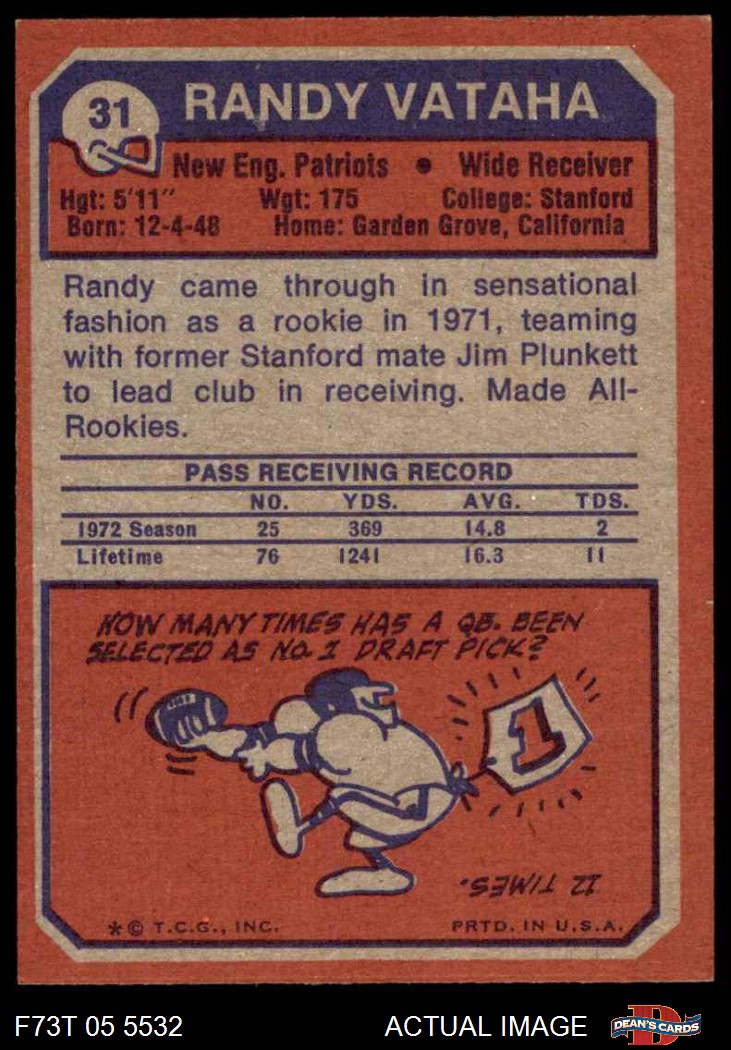 31
RANDY VATAHA
New Eng. Patriots • Wide Receiver
Hgt: 5'11" Wgt: 175 College: Stanford
Born: 12-4-48 Home: Garden Grove, California
Randy came through in sensational
fashion as a rookie in 1971, teaming
with former Stanford mate Jim Plunkett
to lead club in receiving. Made All-
Rookies.
PASS RECEIVING RECORD
NO. YDS. AVG. TDS.
1972 Season 25 369 14.8 2
Lifetime 76 1241 16.3 11
HOW MANY TIMES HAS A QB. BEEN
SELECTED AS NO. 1 DRAFT PICK?
1
12 TIMES.
*© T.C.G., INC. PRTD. IN U.S.A.
F73T 05 5532 ACTUAL IMAGE D DEAN'S CARDS